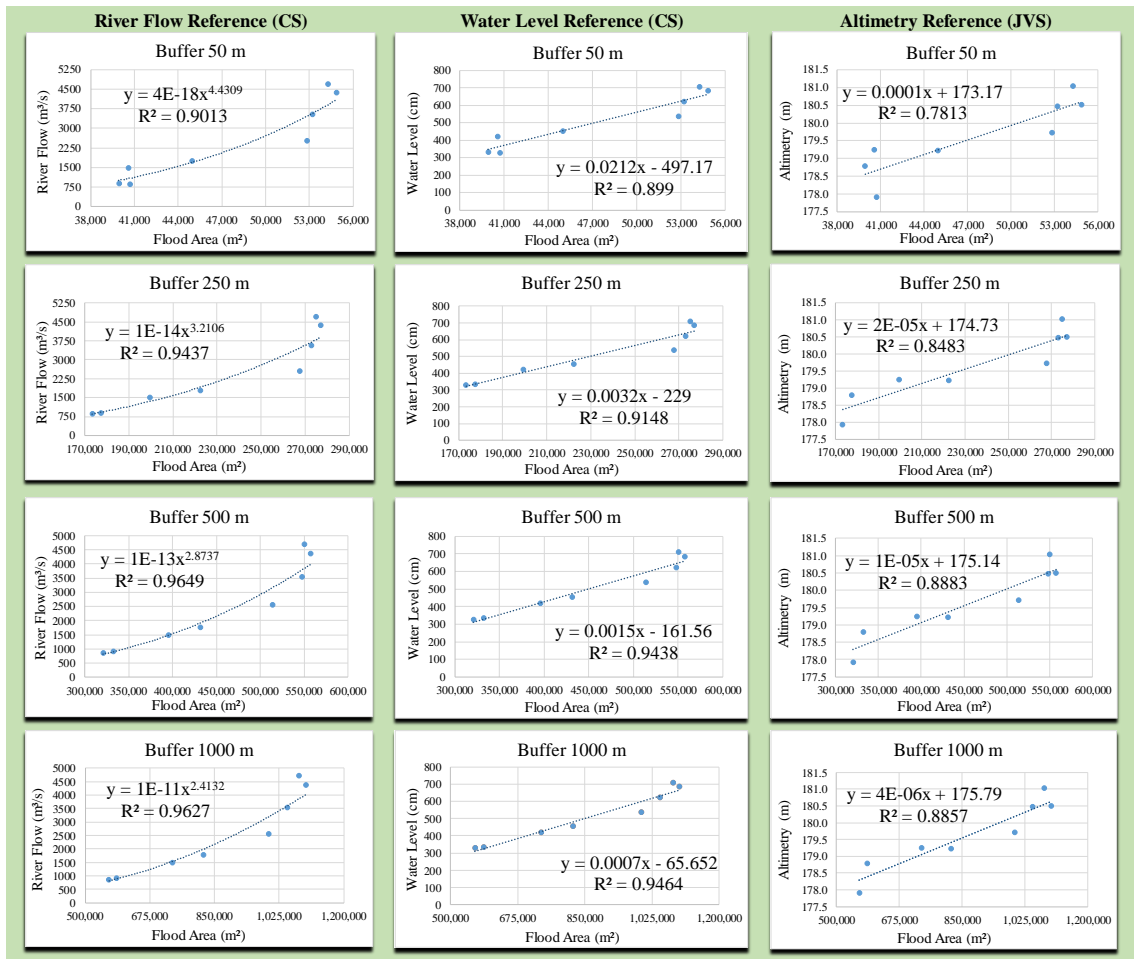 River Flow Reference (CS)
Water Level Reference (CS)
Altimetry Reference (JVS)
Buffer 50 m
River Flow (m³/s)
5250
4500
3750
3000
2250
1500
750
0
y = 4E-18x^4.4309
R² = 0.9013
38,000 41,000 44,000 47,000 50,000 53,000 56,000
Flood Area (m²)
Buffer 50 m
Water Level (cm)
800
700
600
500
400
300
200
100
0
y = 0.0212x - 497.17
R² = 0.899
38,000 41,000 44,000 47,000 50,000 53,000 56,000
Flood Area (m²)
Buffer 50 m
Altimetry (m)
181.5
181.0
180.5
180.0
179.5
179.0
178.5
178.0
177.5
y = 0.0001x + 173.17
R² = 0.7813
38,000 41,000 44,000 47,000 50,000 53,000 56,000
Flood Area (m²)
Buffer 250 m
River Flow (m³/s)
5250
4500
3750
3000
2250
1500
750
0
y = 1E-14x^3.2106
R² = 0.9437
170,000 190,000 210,000 230,000 250,000 270,000 290,000
Flood Area (m²)
Buffer 250 m
Water Level (cm)
800
700
600
500
400
300
200
100
0
y = 0.0032x - 229
R² = 0.9148
170,000 190,000 210,000 230,000 250,000 270,000 290,000
Flood Area (m²)
Buffer 250 m
Altimetry (m)
181.5
181.0
180.5
180.0
179.5
179.0
178.5
178.0
177.5
y = 2E-05x + 174.73
R² = 0.8483
170,000 190,000 210,000 230,000 250,000 270,000 290,000
Flood Area (m²)
Buffer 500 m
River Flow (m³/s)
5000
4500
4000
3500
3000
2500
2000
1500
1000
500
0
y = 1E-13x^2.8737
R² = 0.9649
300,000 350,000 400,000 450,000 500,000 550,000 600,000
Flood Area (m²)
Buffer 500 m
Water Level (cm)
800
700
600
500
400
300
200
100
0
y = 0.0015x - 161.56
R² = 0.9438
300,000 350,000 400,000 450,000 500,000 550,000 600,000
Flood Area (m²)
Buffer 500 m
Altimetry (m)
181.5
181.0
180.5
180.0
179.5
179.0
178.5
178.0
177.5
y = 1E-05x + 175.14
R² = 0.8883
300,000 350,000 400,000 450,000 500,000 550,000 600,000
Flood Area (m²)
Buffer 1000 m
River Flow (m³/s)
5000
4500
4000
3500
3000
2500
2000
1500
1000
500
0
y = 1E-11x^2.4132
R² = 0.9627
500,000 675,000 850,000 1,025,000 1,200,000
Flood Area (m²)
Buffer 1000 m
Water Level (cm)
800
700
600
500
400
300
200
100
0
y = 0.0007x - 65.652
R² = 0.9464
500,000 675,000 850,000 1,025,000 1,200,000
Flood Area (m²)
Buffer 1000 m
Altimetry (m)
181.5
181.0
180.5
180.0
179.5
179.0
178.5
178.0
177.5
y = 4E-06x + 175.79
R² = 0.8857
500,000 675,000 850,000 1,025,000 1,200,000
Flood Area (m²)